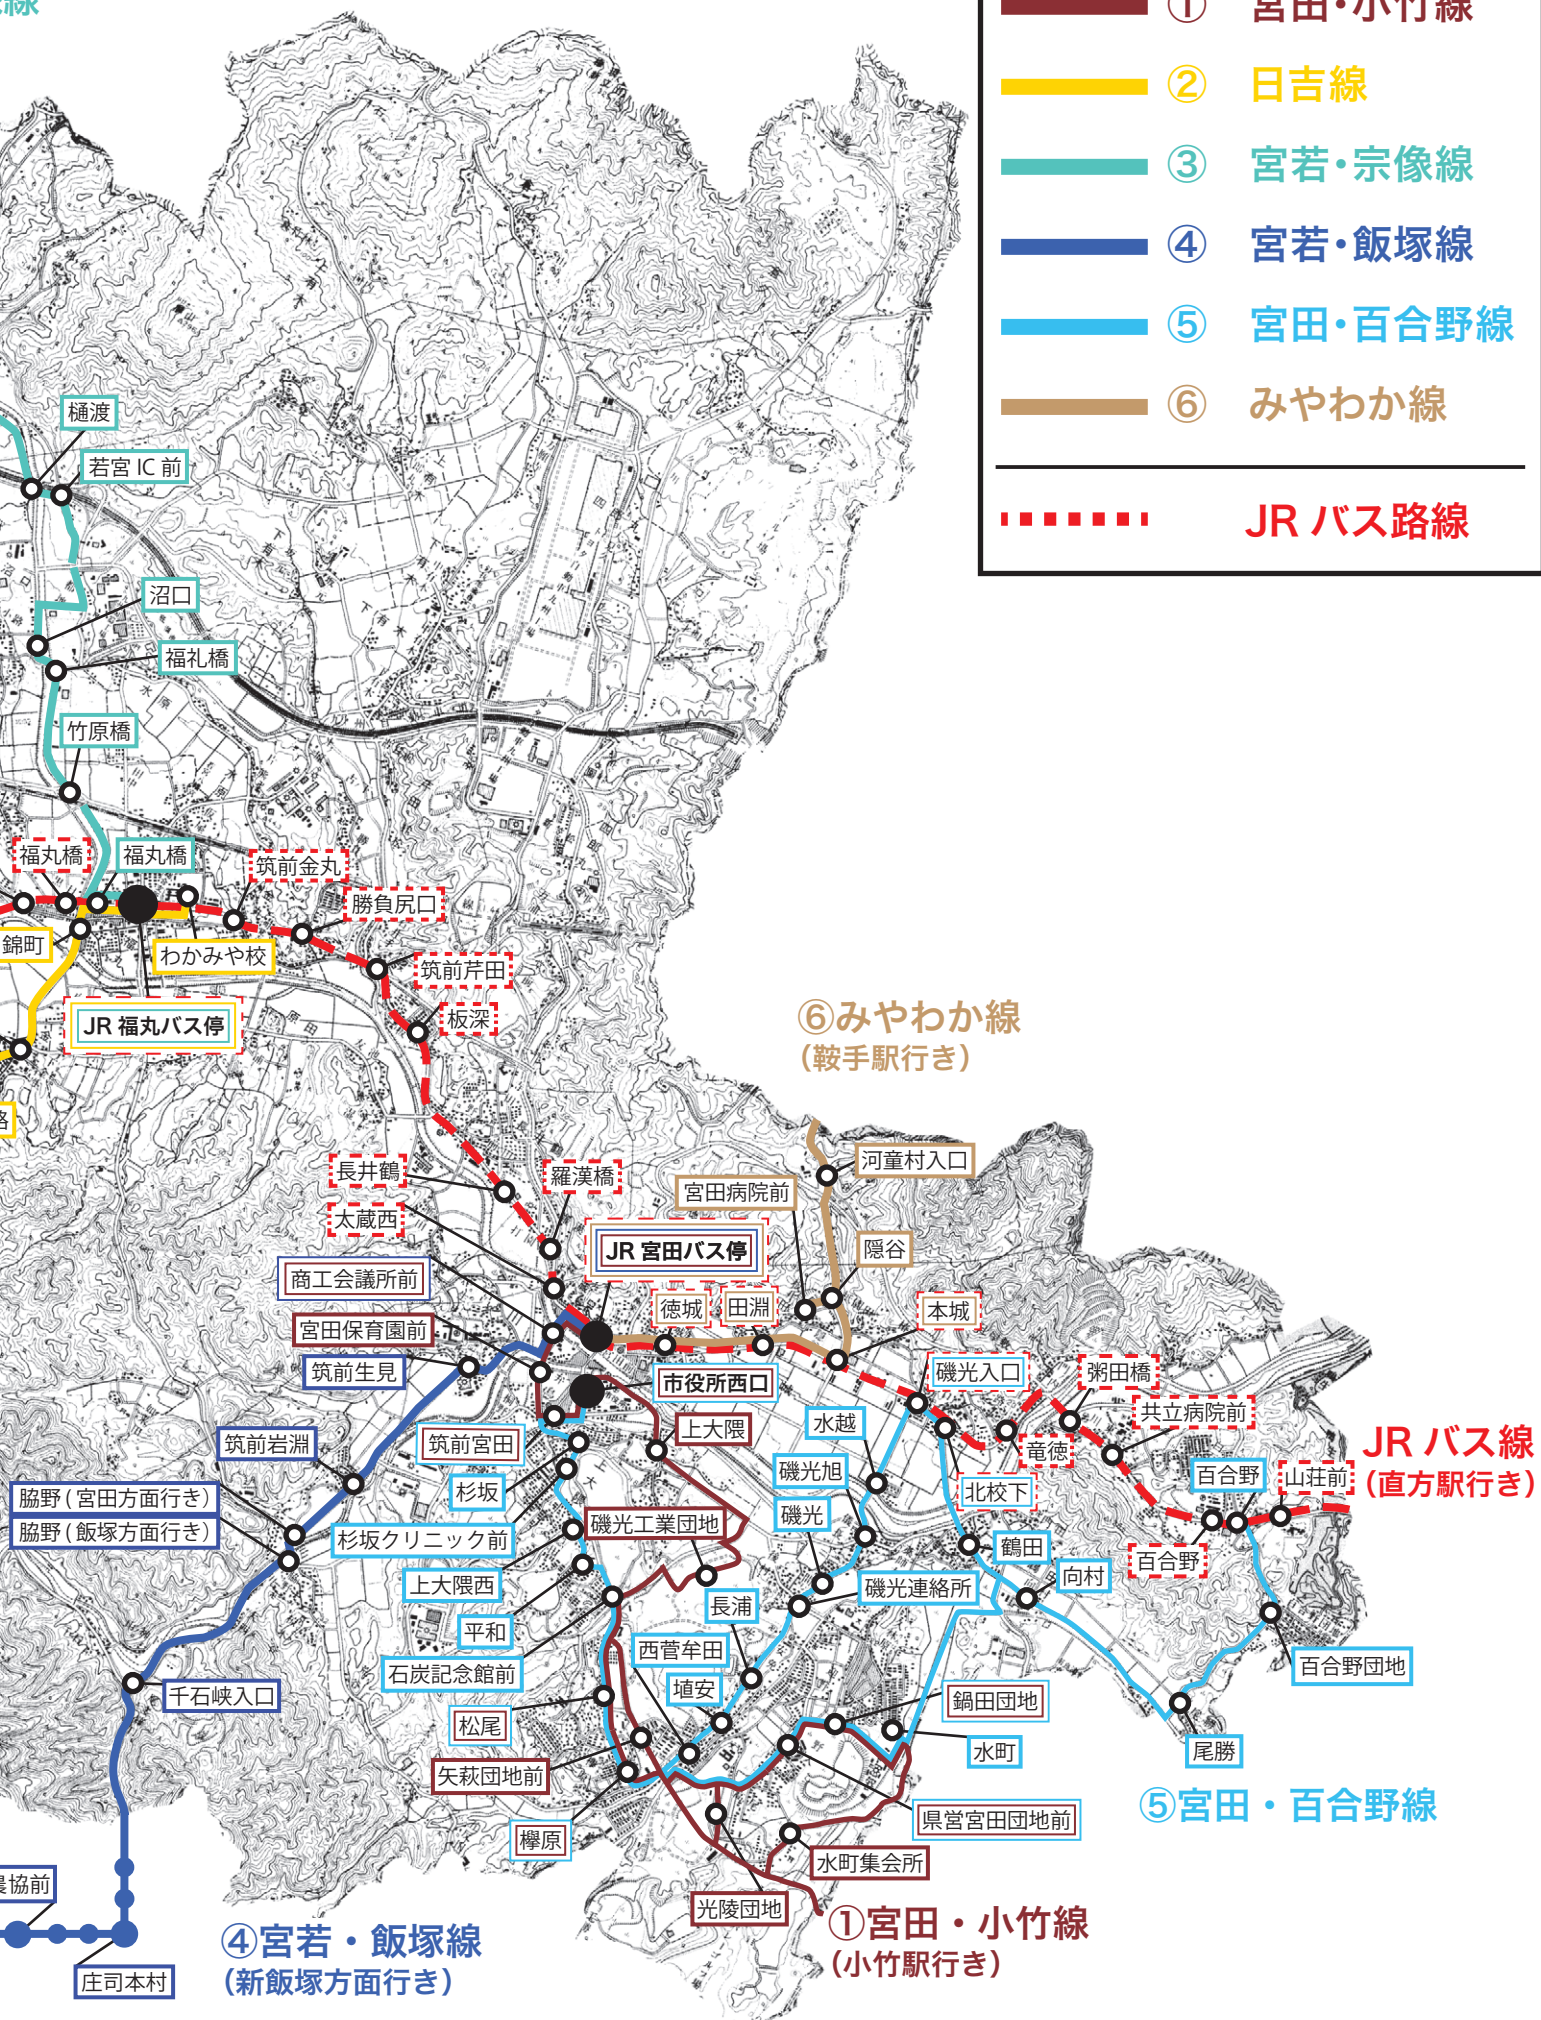 ① 宮田・小竹線
② 日吉線
③ 宮若・宗像線
④ 宮若・飯塚線
⑤ 宮田・百合野線
⑥ みやわか線
JR バス路線
樋渡
若宮 IC 前
沼口
福礼橋
竹原橋
福丸橋
福丸橋
筑前金丸
勝負尻口
錦町
わかみや校
筑前芹田
JR 福丸バス停
板深
⑥みやわか線
(鞍手駅行き)
長井鶴
羅漢橋
河童村入口
宮田病院前
太蔵西
JR 宮田バス停
隠谷
商工会議所前
徳城
田淵
本城
宮田保育園前
筑前生見
市役所西口
磯光入口
粥田橋
共立病院前
上大隈
水越
筑前岩淵
筑前宮田
竜徳
JR バス線
(直方駅行き)
百合野
山荘前
磯光旭
杉坂
北校下
脇野(宮田方面行き)
脇野(飯塚方面行き)
杉坂クリニック前
磯光工業団地
磯光
鶴田
百合野
向村
上大隈西
磯光連絡所
長浦
平和
西菅牟田
石炭記念館前
埴安
百合野団地
千石峡入口
松尾
鍋田団地
水町
尾勝
矢萩団地前
⑤宮田・百合野線
県営宮田団地前
欅原
水町集会所
農協前
光陵団地
①宮田・小竹線
(小竹駅行き)
④宮若・飯塚線
(新飯塚方面行き)
庄司本村